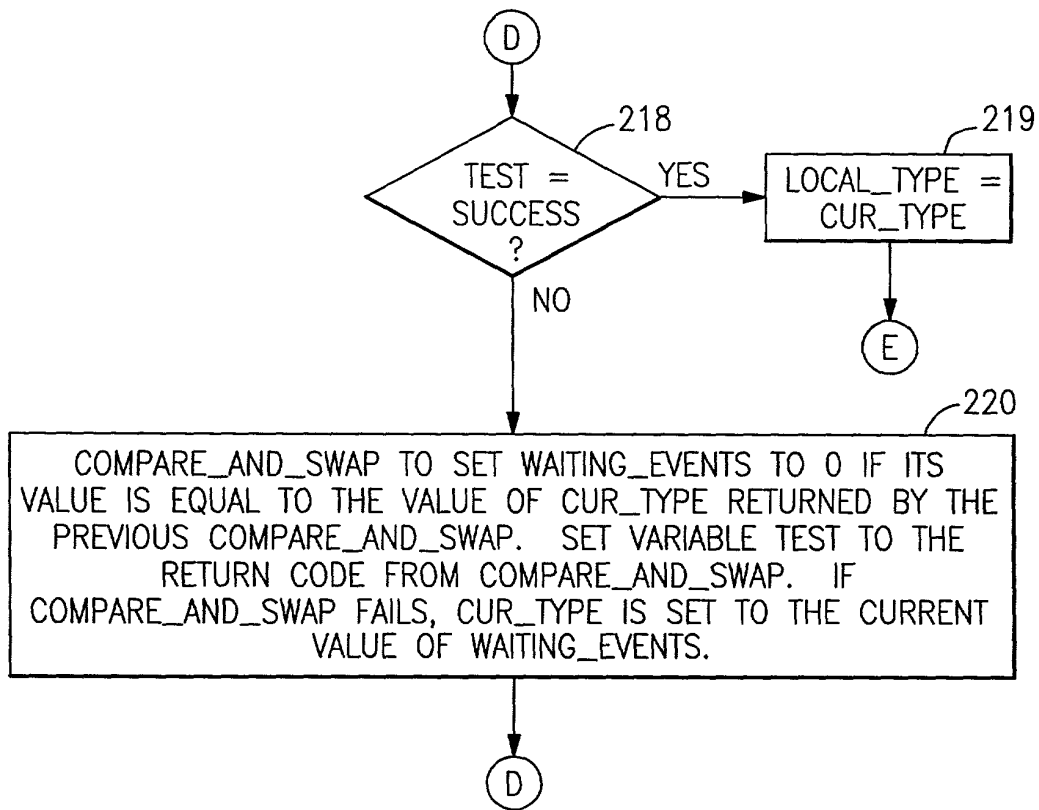 D
218
219
TEST =
SUCCESS
?
YES
LOCAL_TYPE =
CUR_TYPE
NO
E
220
COMPARE_AND_SWAP TO SET WAITING_EVENTS TO 0 IF ITS
VALUE IS EQUAL TO THE VALUE OF CUR_TYPE RETURNED BY THE
PREVIOUS COMPARE_AND_SWAP. SET VARIABLE TEST TO THE
RETURN CODE FROM COMPARE_AND_SWAP. IF
COMPARE_AND_SWAP FAILS, CUR_TYPE IS SET TO THE CURRENT
VALUE OF WAITING_EVENTS.
D